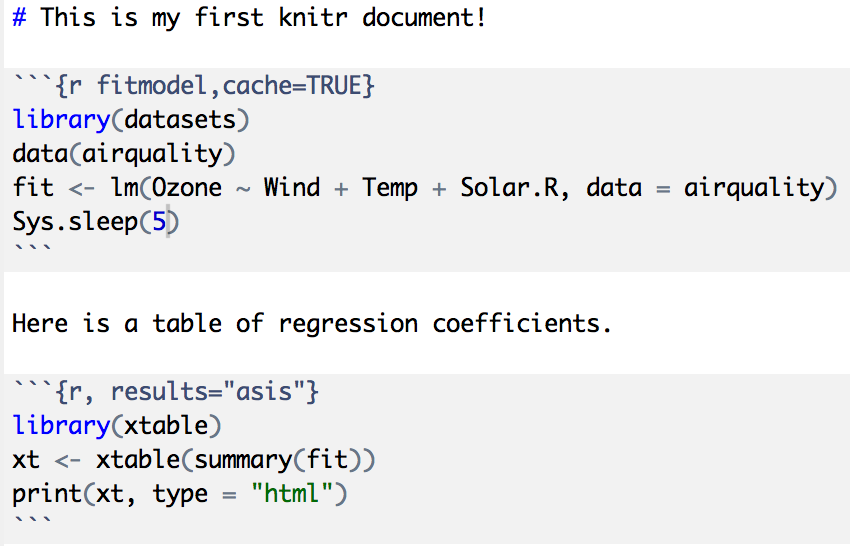 # This is my first knitr document!
```{r fitmodel,cache=TRUE}
library(datasets)
data(airquality)
fit <- lm(Ozone ~ Wind + Temp + Solar.R, data = airquality)
Sys.sleep(5)
```
Here is a table of regression coefficients.
```{r, results="asis"}
library(xtable)
xt <- xtable(summary(fit))
print(xt, type = "html")
```